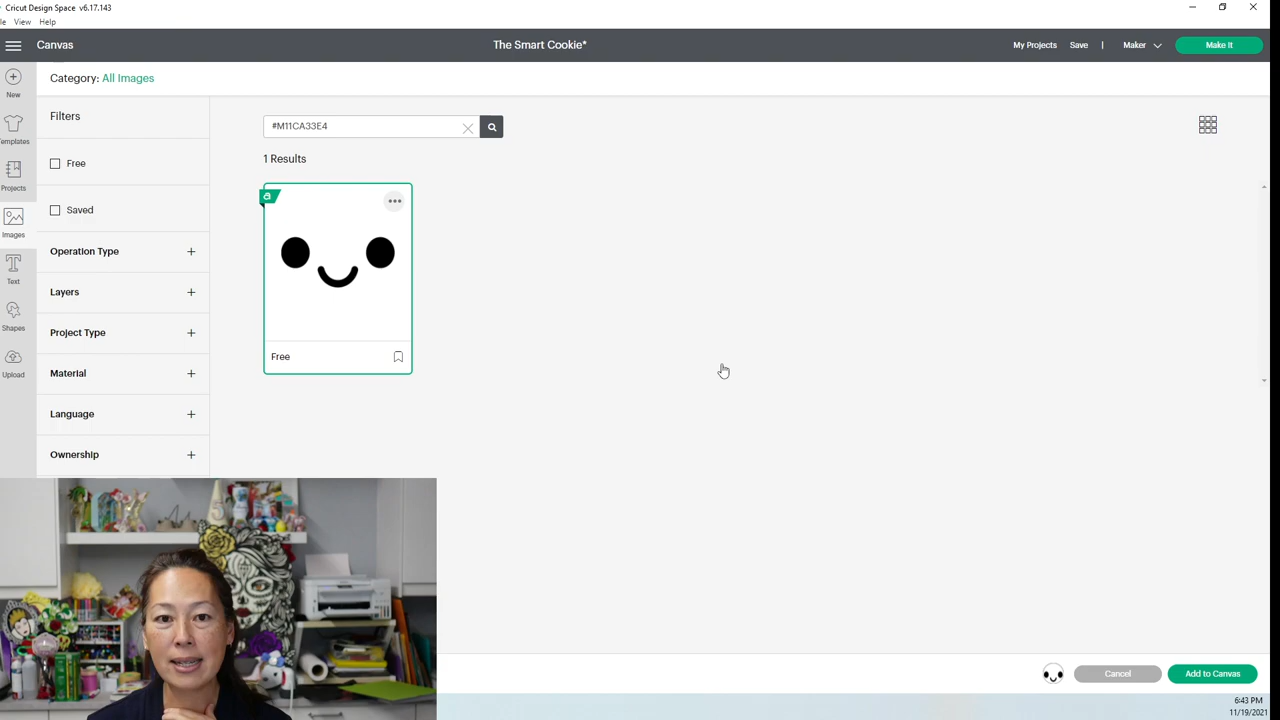 Cricut Design Space v6.17.143
le View Help
Canvas
The Smart Cookie*
My Projects Save | Maker
Make It
Category: All Images
New
Filters
#M11CA33E4
1 Results
Templates
Free
Projects
Saved
Images
Operation Type +
Text
Layers +
Shapes
Project Type +
Free
Upload
Material +
Language +
Ownership +
Cancel
Add to Canvas
6:43 PM
11/19/2021